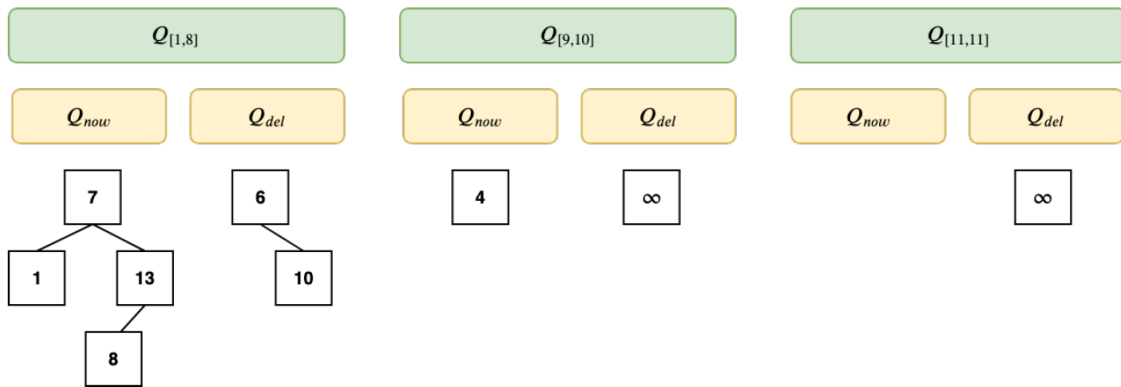 Q[1,8] Q[9,10] Q[11,11]
Qnow Qdel Qnow Qdel Qnow Qdel
7 6 4 ∞ ∞
1 13 10
8